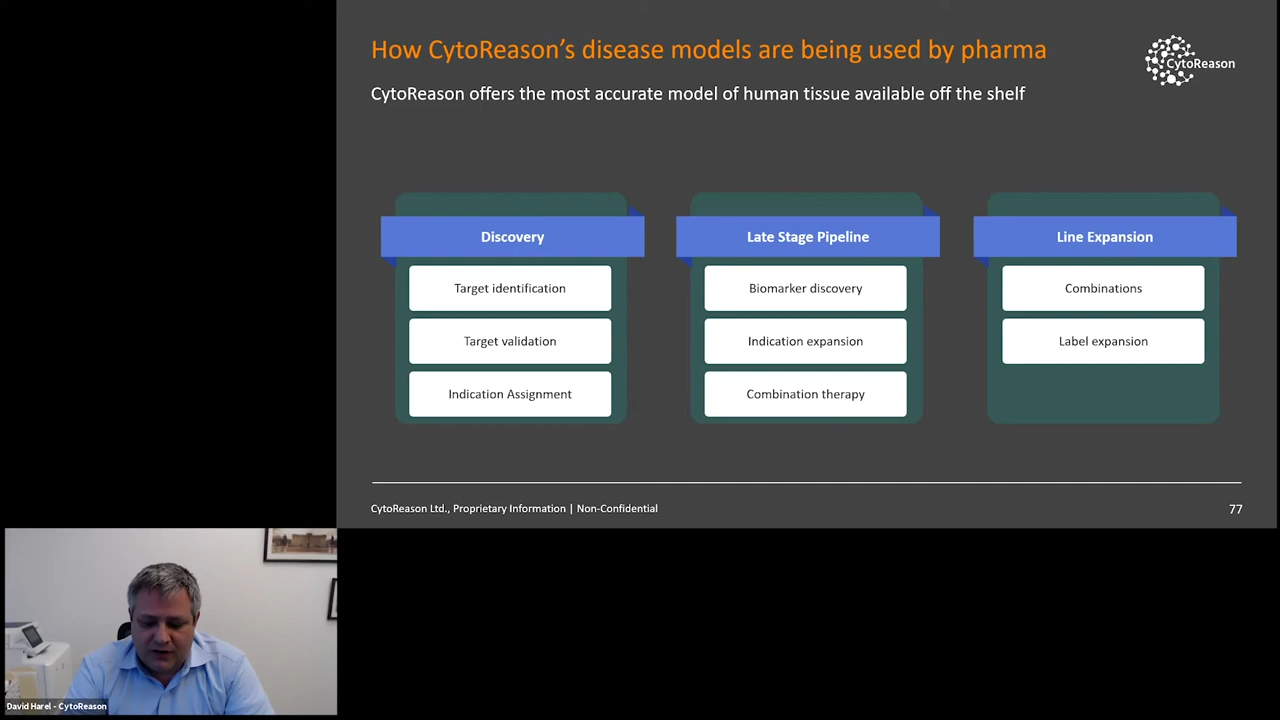 How CytoReason’s disease models are being used by pharma
CytoReason
CytoReason offers the most accurate model of human tissue available off the shelf
Discovery
Target identification
Target validation
Indication Assignment
Late Stage Pipeline
Biomarker discovery
Indication expansion
Combination therapy
Line Expansion
Combinations
Label expansion
CytoReason Ltd., Proprietary Information | Non-Confidential
77
David Harel - CytoReason